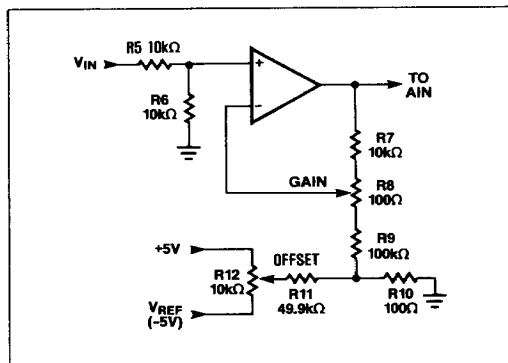 R5 10kΩ
VIN
R6
10kΩ
+
−
TO
AIN
R7
10kΩ
GAIN
R8
100Ω
R9
100kΩ
+5V
OFFSET
R12
10kΩ
R11
49.9kΩ
R10
100Ω
VREF
(-5V)